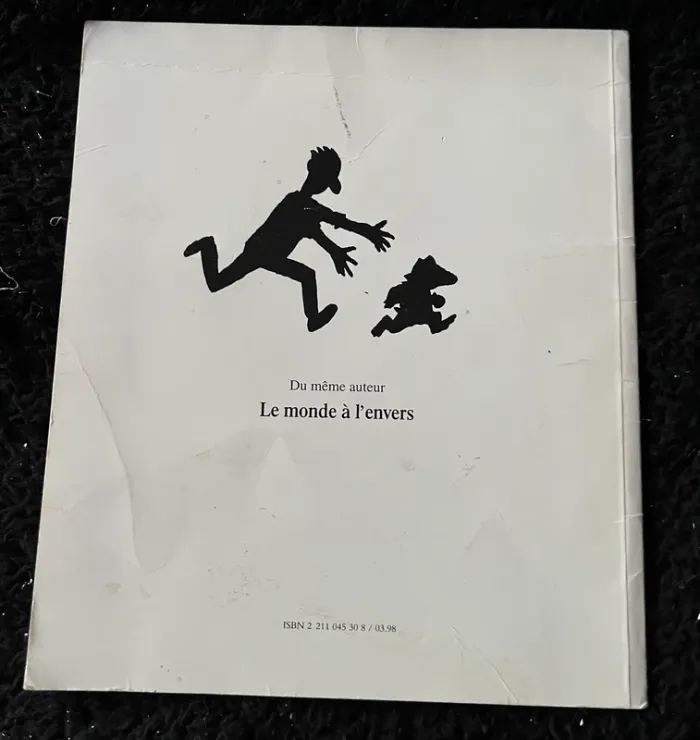 Du même auteur
Le monde à l'envers
ISBN 2 211 045 30 8 / 03.98